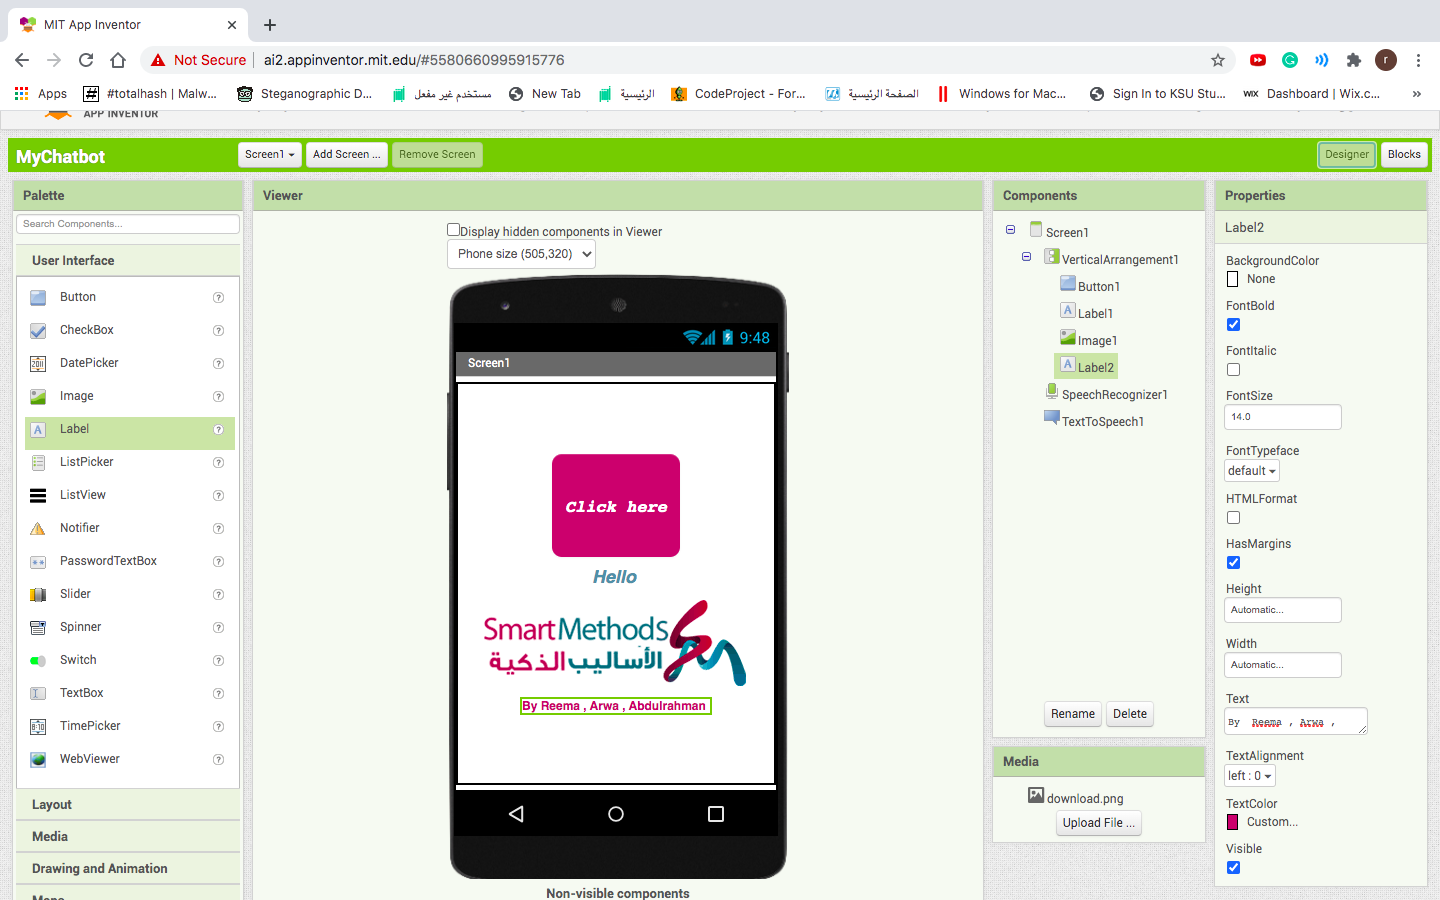 MIT App Inventor
Not Secure
ai2.appinventor.mit.edu/#5580660995915776
r
Apps
#totalhash | Malw...
Steganographic D...
مستخدم غير مفعل
New Tab
الرئيسية
CodeProject - For...
الصفحة الرئيسية
Windows for Mac...
Sign In to KSU Stu...
WIX Dashboard | Wix.c...
»
APP INVENTOR
MyChatbot
Screen1
Add Screen ...
Remove Screen
Designer
Blocks
Palette
Search Components...
User Interface
Button
CheckBox
DatePicker
Image
Label
ListPicker
ListView
Notifier
PasswordTextBox
Slider
Spinner
Switch
TextBox
TimePicker
WebViewer
Layout
Media
Drawing and Animation
Maps
Viewer
Display hidden components in Viewer
Phone size (505,320)
9:48
Screen1
Click here
Hello
SmartMethods
الأساليب الذكية
By Reema , Arwa , Abdulrahman
Non-visible components
Components
Screen1
VerticalArrangement1
Button1
Label1
Image1
Label2
SpeechRecognizer1
TextToSpeech1
Rename
Delete
Media
download.png
Upload File ...
Properties
Label2
BackgroundColor
None
FontBold
FontItalic
FontSize
14.0
FontTypeface
default
HTMLFormat
HasMargins
Height
Automatic...
Width
Automatic...
Text
By Reema , Arwa ,
TextAlignment
left : 0
TextColor
Custom...
Visible